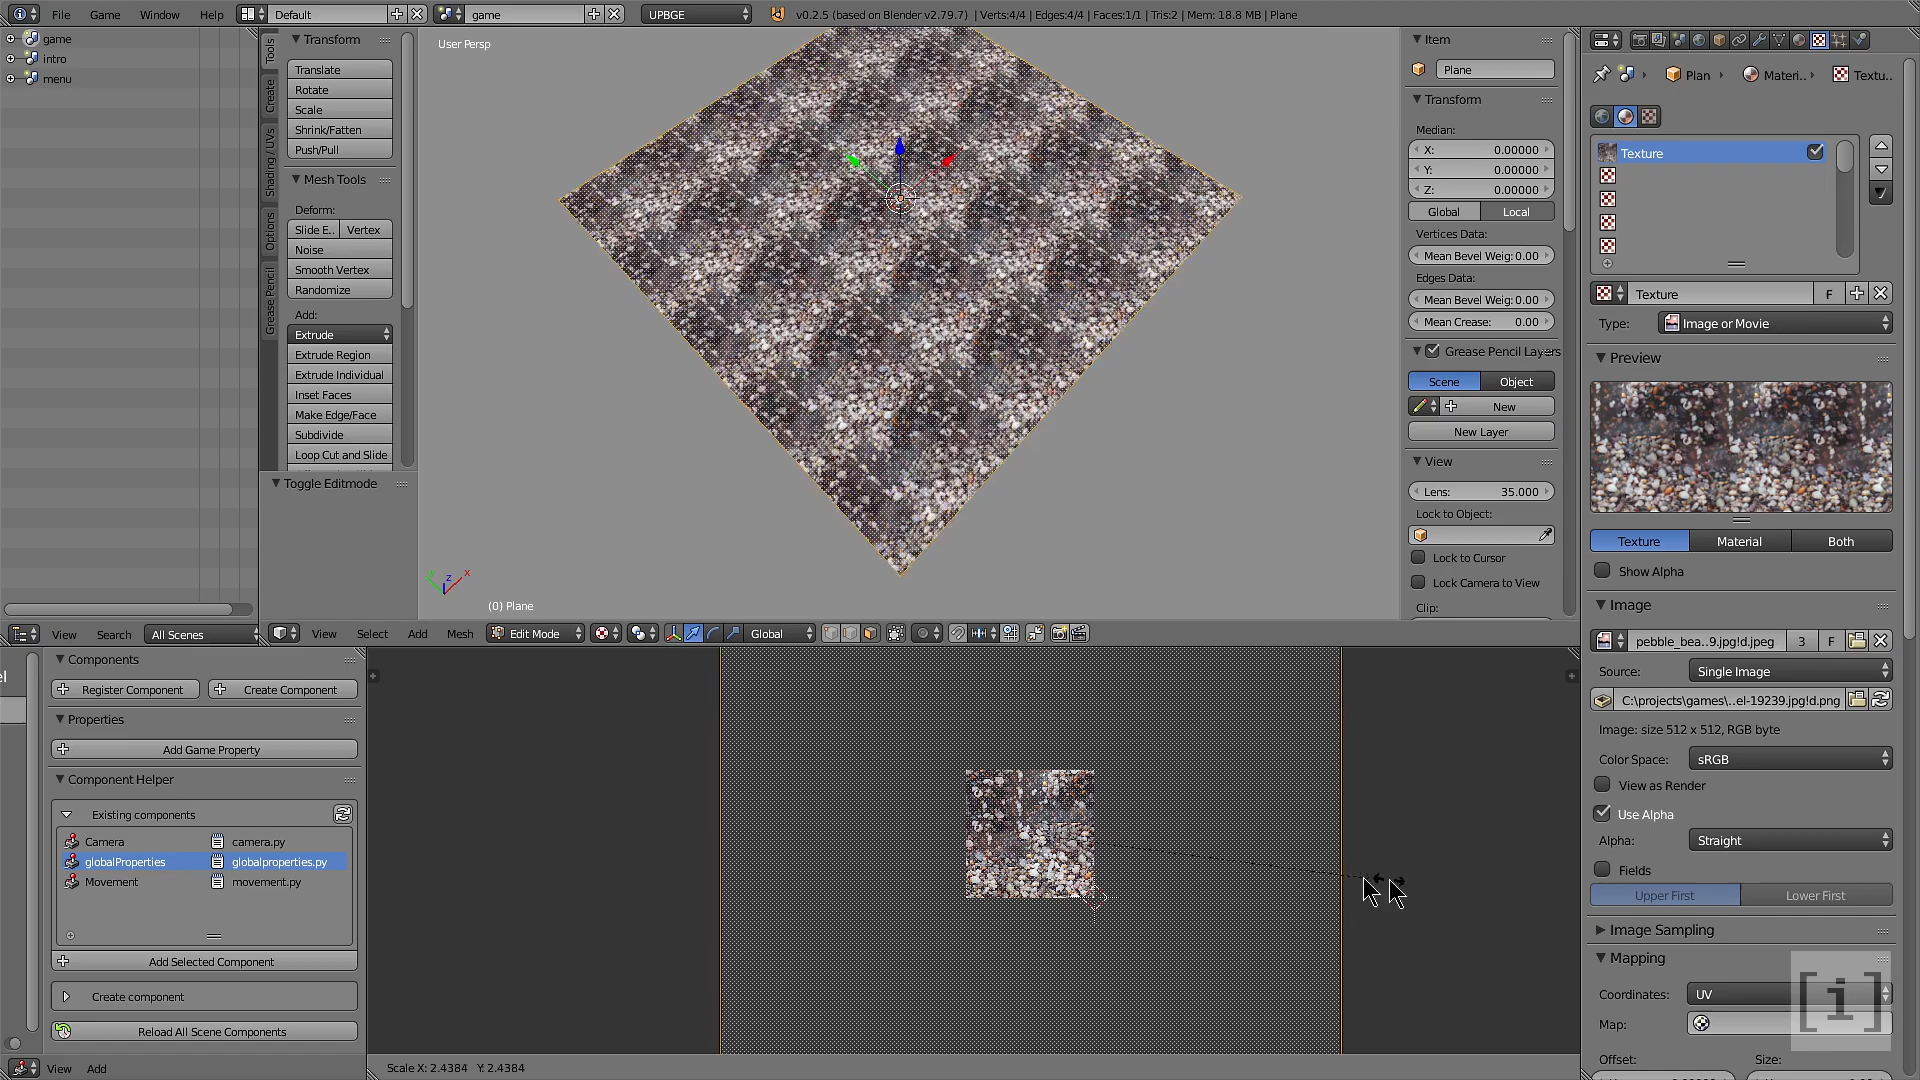 File Game Window Help Default game UPBGE v0.2.5 (based on Blender v2.79.7) | Verts:4/4 | Edges:4/4 | Faces:1/1 | Tris:2 | Mem: 18.8 MB | Plane
game
intro
menu
View Search All Scenes
Tools
Create
Shading / UVs
Options
Grease Pencil
Transform
Translate
Rotate
Scale
Shrink/Fatten
Push/Pull
Mesh Tools
Deform:
Slide E.. Vertex
Noise
Smooth Vertex
Randomize
Add:
Extrude
Extrude Region
Extrude Individual
Inset Faces
Make Edge/Face
Subdivide
Loop Cut and Slide
Toggle Editmode
User Persp
z x
(0) Plane
View Select Add Mesh Edit Mode Global
Item
Plane
Transform
Median:
X: 0.00000
Y: 0.00000
Z: 0.00000
Global Local
Vertices Data:
Mean Bevel Weig: 0.00
Edges Data:
Mean Bevel Weig: 0.00
Mean Crease: 0.00
Grease Pencil Layers
Scene Object
New
New Layer
View
Lens: 35.000
Lock to Object:
Lock to Cursor
Lock Camera to View
Clip:
Plan Materi.. Textu..
Texture
Texture F
Type: Image or Movie
Preview
Texture Material Both
Show Alpha
Image
pebble_bea..9.jpg!d.jpeg 3 F
Source: Single Image
C:\projects\games\..el-19239.jpg!d.png
Image: size 512 x 512, RGB byte
Color Space: sRGB
View as Render
Use Alpha
Alpha: Straight
Fields
Upper First Lower First
Image Sampling
Mapping
Coordinates: UV
Map:
Offset: Size:
[i]
Components
Register Component Create Component
Properties
Add Game Property
Component Helper
Existing components
Camera camera.py
globalProperties globalproperties.py
Movement movement.py
Add Selected Component
Create component
Reload All Scene Components
View Add
Scale X: 2.4384 Y: 2.4384